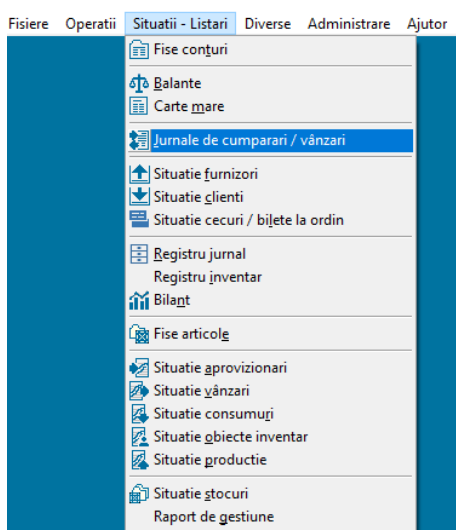 Fisiere Operatii Situatii - Listari Diverse Administrare Ajutor
Fise conturi
Balante
Carte mare
Jurnale de cumparari / vânzari
Situatie furnizori
Situatie clienti
Situatie cecuri / bilete la ordin
Registru jurnal
Registru inventar
Bilant
Fise articole
Situatie aprovizionari
Situatie vânzari
Situatie consumuri
Situatie obiecte inventar
Situatie productie
Situatie stocuri
Raport de gestiune